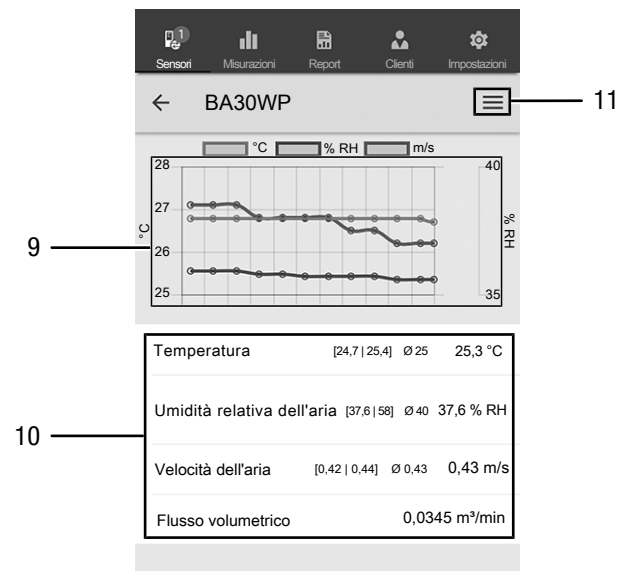 1
Sensori Misurazioni Report Clienti Impostazioni
BA30WP
11
°C % RH m/s
28 40
27
°C % RH
9
26
25 35
Temperatura [24,7 | 25,4] Ø 25 25,3 °C
Umidità relativa dell'aria [37,6 | 58] Ø 40 37,6 % RH
10
Velocità dell'aria [0,42 | 0,44] Ø 0,43 0,43 m/s
Flusso volumetrico 0,0345 m³/min